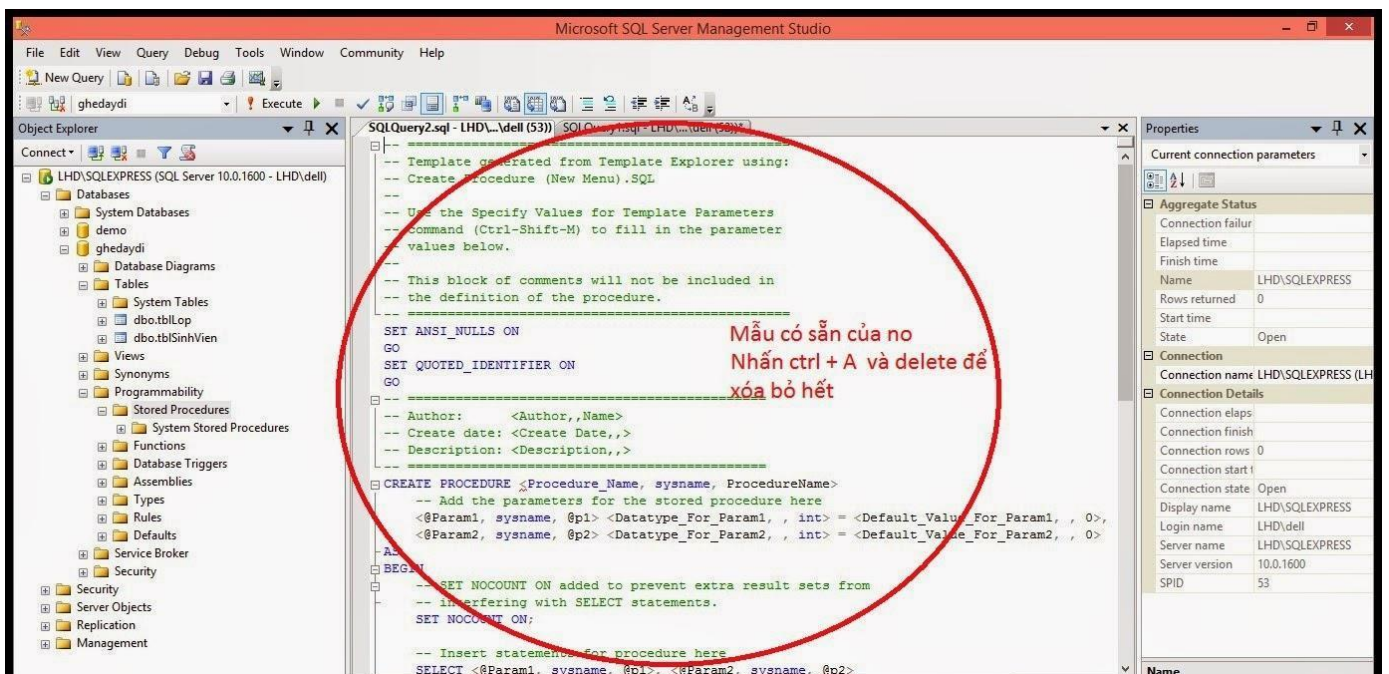 Microsoft SQL Server Management Studio
File Edit View Query Debug Tools Window Community Help
New Query
ghedaydi
Execute
Object Explorer
Connect
LHD\SQLEXPRESS (SQL Server 10.0.1600 - LHD\dell)
Databases
System Databases
demo
ghedaydi
Database Diagrams
Tables
System Tables
dbo.tblLop
dbo.tblSinhVien
Views
Synonyms
Programmability
Stored Procedures
System Stored Procedures
Functions
Database Triggers
Assemblies
Types
Rules
Defaults
Service Broker
Security
Security
Server Objects
Replication
Management
SQLQuery2.sql - LHD\...\dell (53)) SQLQuery1.sql - LHD\...\dell
-- =============================================
-- Template generated from Template Explorer using:
-- Create Procedure (New Menu).SQL
--
-- Use the Specify Values for Template Parameters
-- command (Ctrl-Shift-M) to fill in the parameter
-- values below.
--
-- This block of comments will not be included in
-- the definition of the procedure.
-- =============================================
SET ANSI_NULLS ON
GO
SET QUOTED_IDENTIFIER ON
GO
-- =============================================
-- Author: <Author,,Name>
-- Create date: <Create Date,,>
-- Description: <Description,,>
-- =============================================
CREATE PROCEDURE <Procedure_Name, sysname, ProcedureName>
-- Add the parameters for the stored procedure here
<@Param1, sysname, @p1> <Datatype_For_Param1, , int> = <Default_Value_For_Param1, , 0>,
<@Param2, sysname, @p2> <Datatype_For_Param2, , int> = <Default_Value_For_Param2, , 0>
AS
BEGIN
-- SET NOCOUNT ON added to prevent extra result sets from
-- interfering with SELECT statements.
SET NOCOUNT ON;
-- Insert statements for procedure here
SELECT <@Param1, sysname, @p1>, <@Param2, sysname, @p2>
Mẫu có sẵn của no
Nhấn ctrl + A và delete để
xóa bỏ hết
Properties
Current connection parameters
Aggregate Status
Connection failur
Elapsed time
Finish time
Name LHD\SQLEXPRESS
Rows returned 0
Start time
State Open
Connection
Connection name LHD\SQLEXPRESS (LH
Connection Details
Connection elaps
Connection finish
Connection rows 0
Connection start t
Connection state Open
Display name LHD\SQLEXPRESS
Login name LHD\dell
Server name LHD\SQLEXPRESS
Server version 10.0.1600
SPID 53
Name